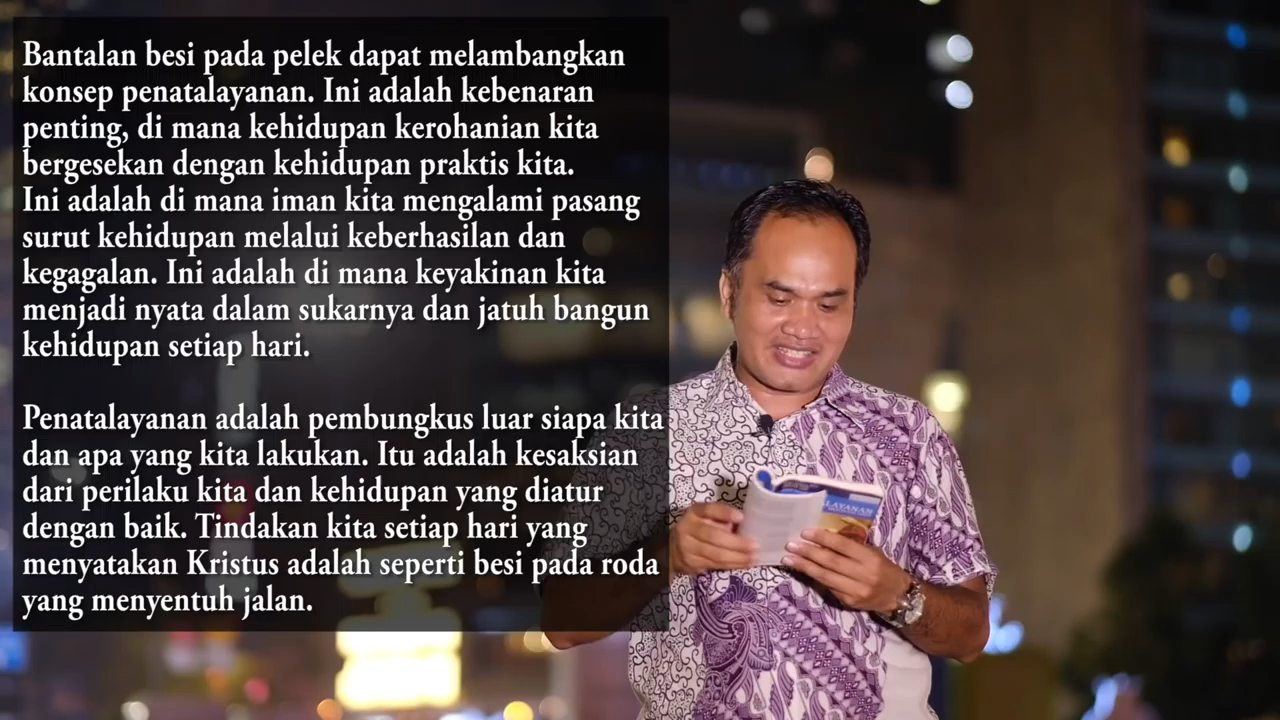 Bantalan besi pada pelek dapat melambangkan
konsep penatalayanan. Ini adalah kebenaran
penting, di mana kehidupan kerohanian kita
bergesekan dengan kehidupan praktis kita.
Ini adalah di mana iman kita mengalami pasang
surut kehidupan melalui keberhasilan dan
kegagalan. Ini adalah di mana keyakinan kita
menjadi nyata dalam sukarnya dan jatuh bangun
kehidupan setiap hari.
Penatalayanan adalah pembungkus luar siapa kita
dan apa yang kita lakukan. Itu adalah kesaksian
dari perilaku kita dan kehidupan yang diatur
dengan baik. Tindakan kita setiap hari yang
menyatakan Kristus adalah seperti besi pada roda
yang menyentuh jalan.
LAYANAN